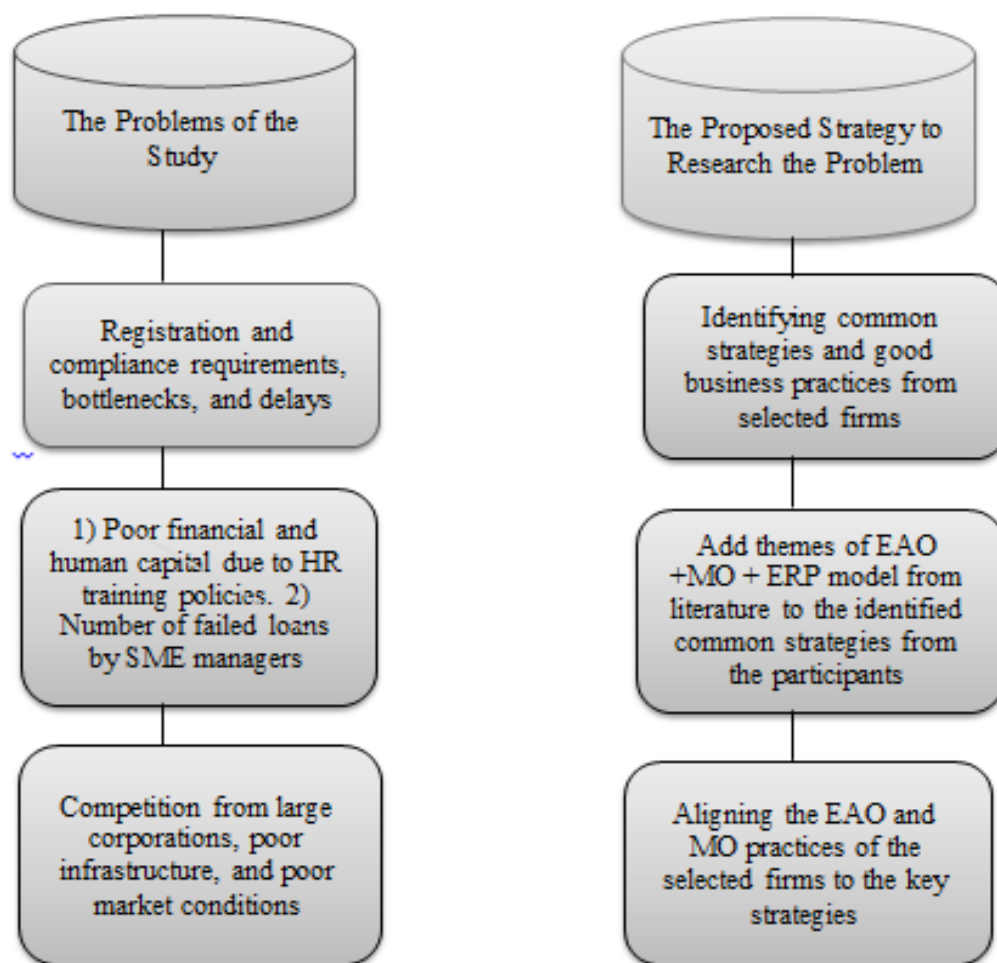 The Problems of the
Study
Registration and
compliance requirements,
bottlenecks, and delays
1) Poor financial and
human capital due to HR
training policies. 2)
Number of failed loans
by SME managers
Competition from large
corporations, poor
infrastructure, and poor
market conditions
The Proposed Strategy to
Research the Problem
Identifying common
strategies and good
business practices from
selected firms
Add themes of EAO
+MO + ERP model from
literature to the identified
common strategies from
the participants
Aligning the EAO and
MO practices of the
selected firms to the key
strategies